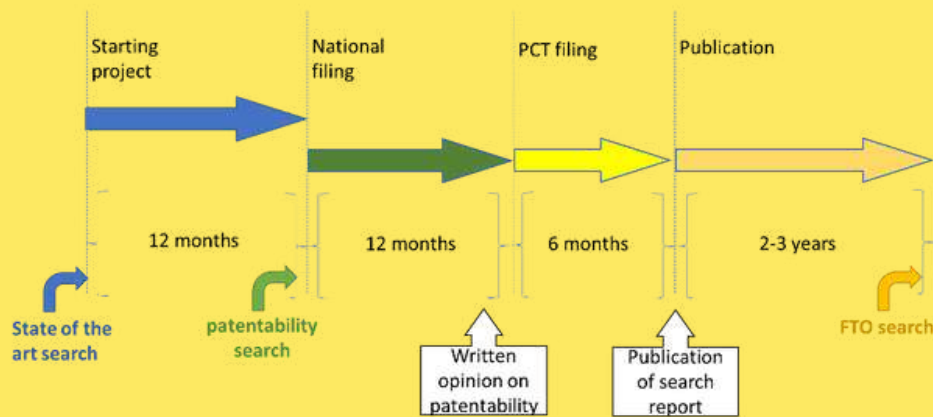 Starting
project
National
filing
PCT filing
Publication
12 months
12 months
6 months
2-3 years
State of the
art search
patentability
search
Written
opinion on
patentability
Publication
of search
report
FTO search